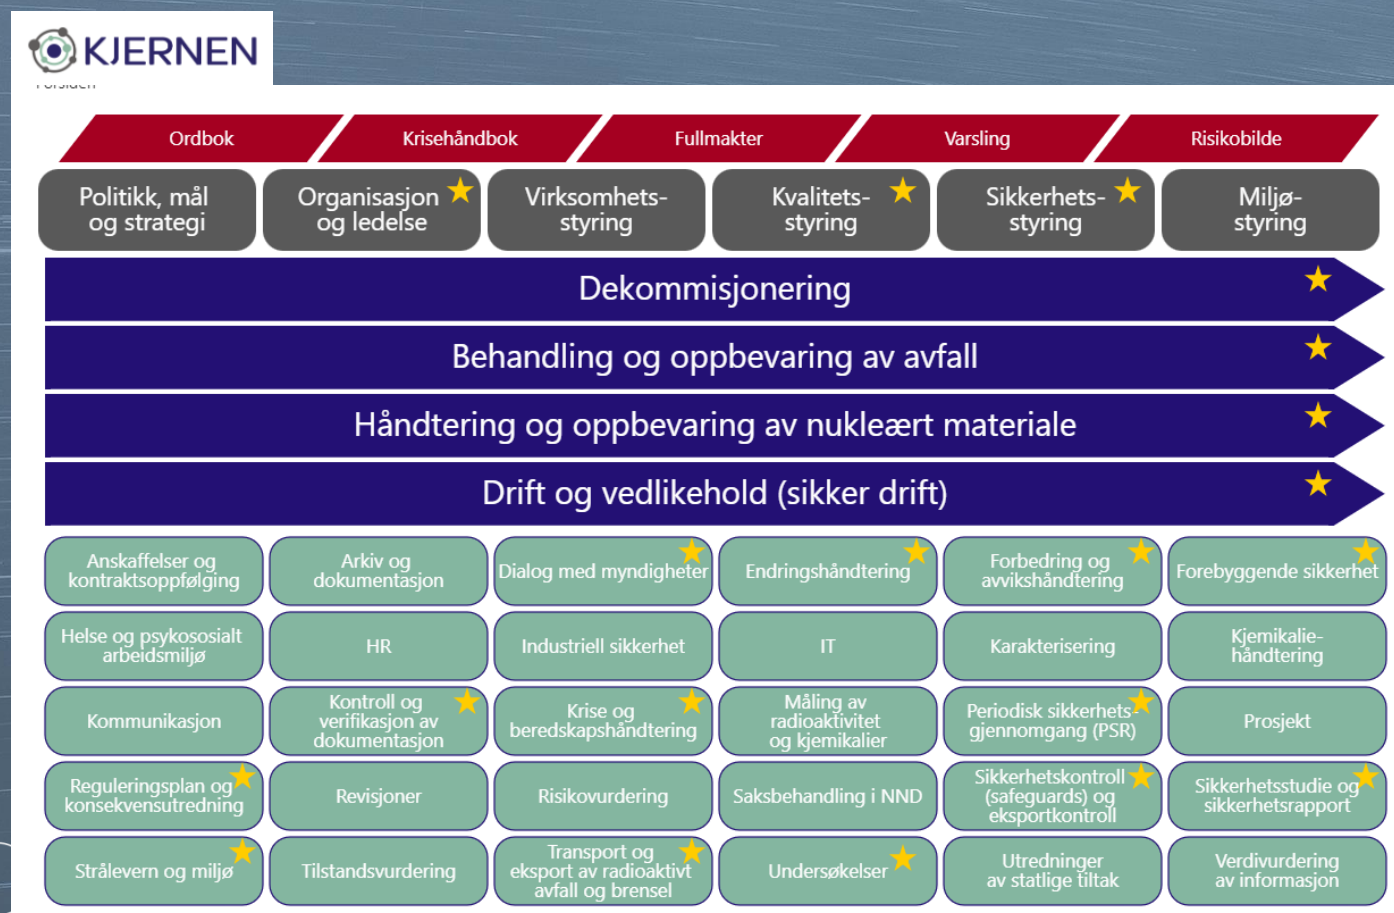 KJERNEN
Forsiden
Ordbok
Krisehåndbok
Fullmakter
Varsling
Risikobilde
Politikk, mål
og strategi
Organisasjon
og ledelse
Virksomhets-
styring
Kvalitets-
styring
Sikkerhets-
styring
Miljø-
styring
Dekommisjonering
Behandling og oppbevaring av avfall
Håndtering og oppbevaring av nukleært materiale
Drift og vedlikehold (sikker drift)
Anskaffelser og
kontraktsoppfølging
Arkiv og
dokumentasjon
Dialog med myndigheter
Endringshåndtering
Forbedring og
avvikshåndtering
Forebyggende sikkerhet
Helse og psykososialt
arbeidsmiljø
HR
Industriell sikkerhet
IT
Karakterisering
Kjemikalie-
håndtering
Kommunikasjon
Kontroll og
verifikasjon av
dokumentasjon
Krise og
beredskapshåndtering
Måling av
radioaktivitet
og kjemikalier
Periodisk sikkerhets-
gjennomgang (PSR)
Prosjekt
Reguleringsplan og
konsekvensutredning
Revisjoner
Risikovurdering
Saksbehandling i NND
Sikkerhetskontroll
(safeguards) og
eksportkontroll
Sikkerhetsstudie og
sikkerhetsrapport
Strålevern og miljø
Tilstandsvurdering
Transport og
eksport av radioaktivt
avfall og brensel
Undersøkelser
Utredninger
av statlige tiltak
Verdivurdering
av informasjon